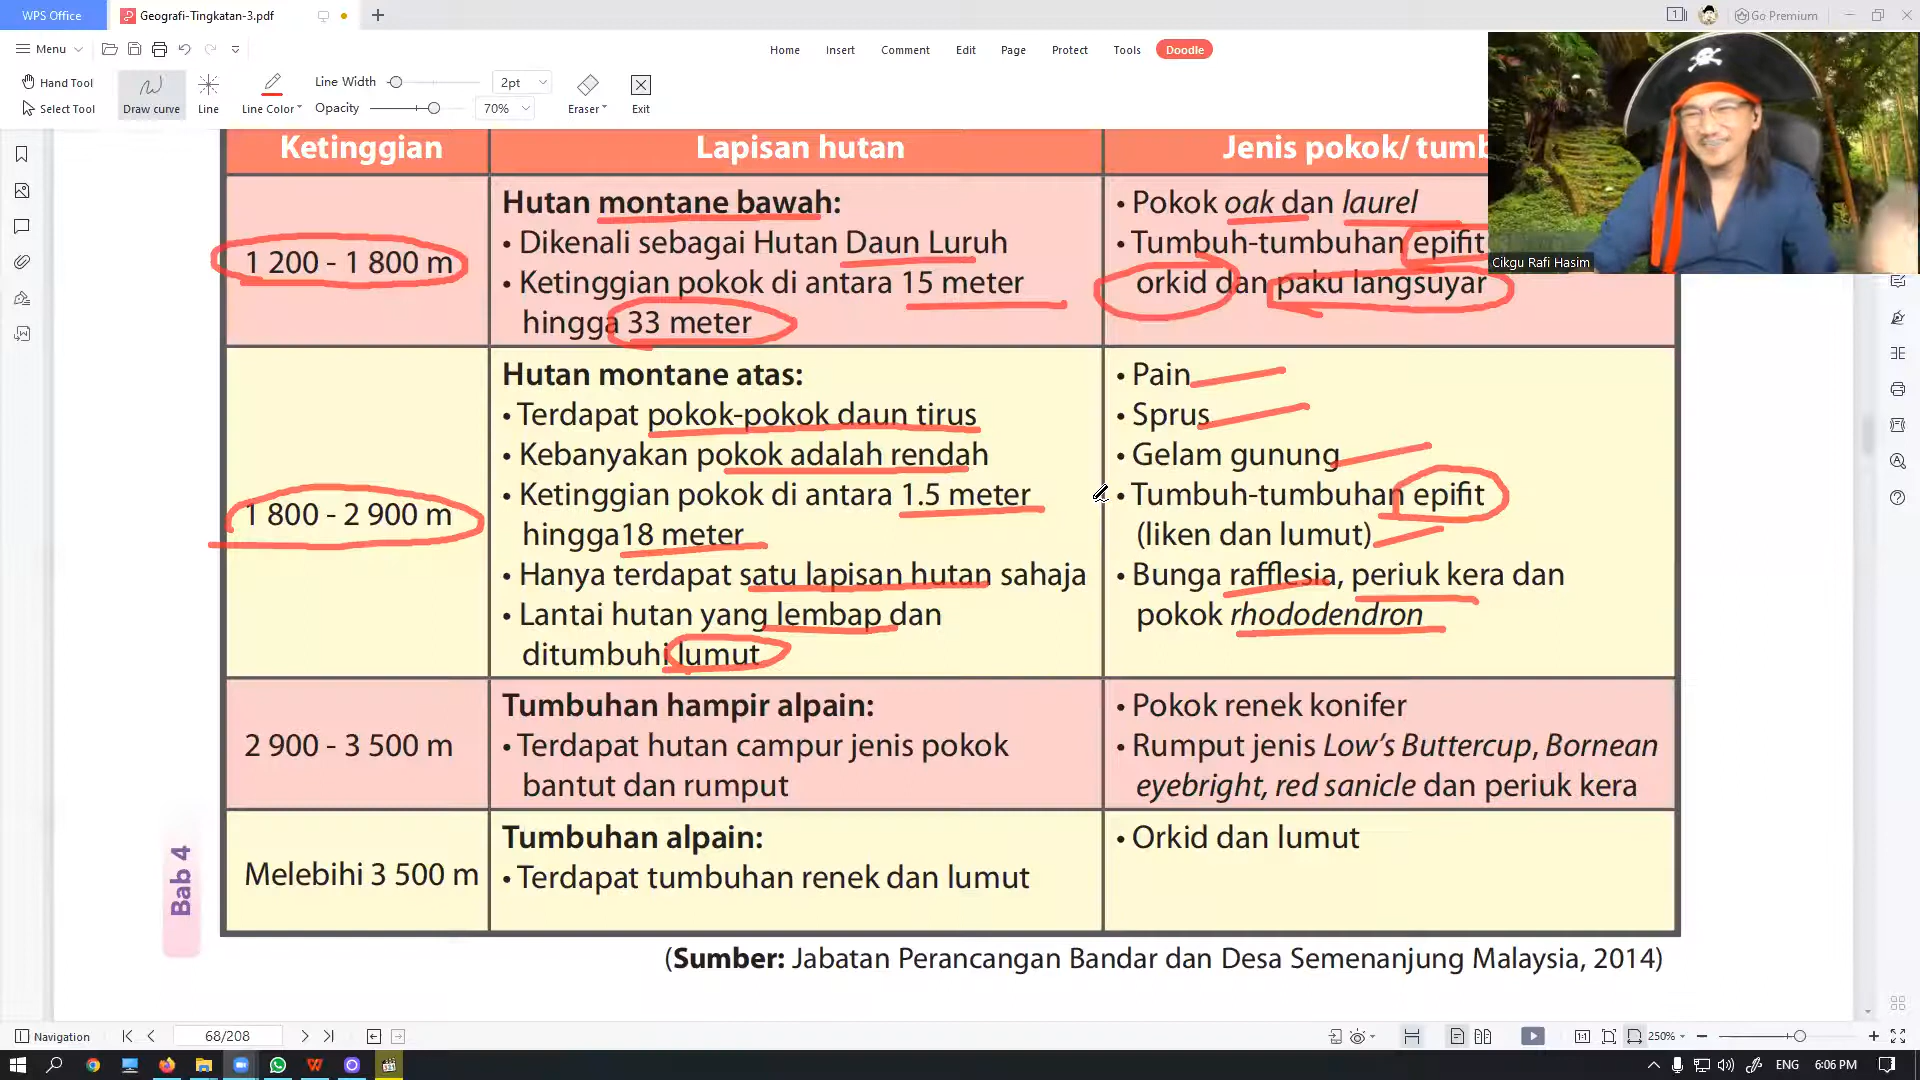 WPS Office
Geografi-Tingkatan-3.pdf
1
Go Premium
Menu
Home Insert Comment Edit Page Protect Tools Doodle
Hand Tool
Select Tool
Draw curve
Line
Line Color
Line Width 2pt
Opacity 70%
Eraser
Exit
Cikgu Rafi Hasim
Ketinggian Lapisan hutan Jenis pokok/ tumb
1 200 - 1 800 m
Hutan montane bawah:
• Dikenali sebagai Hutan Daun Luruh
• Ketinggian pokok di antara 15 meter
hingga 33 meter
• Pokok oak dan laurel
• Tumbuh-tumbuhan epifit
orkid dan paku langsuyar
1 800 - 2 900 m
Hutan montane atas:
• Terdapat pokok-pokok daun tirus
• Kebanyakan pokok adalah rendah
• Ketinggian pokok di antara 1.5 meter
hingga18 meter
• Hanya terdapat satu lapisan hutan sahaja
• Lantai hutan yang lembap dan
ditumbuhi lumut
• Pain
• Sprus
• Gelam gunung
• Tumbuh-tumbuhan epifit
(liken dan lumut)
• Bunga rafflesia, periuk kera dan
pokok rhododendron
2 900 - 3 500 m
Tumbuhan hampir alpain:
• Terdapat hutan campur jenis pokok
bantut dan rumput
• Pokok renek konifer
• Rumput jenis Low's Buttercup, Bornean
eyebright, red sanicle dan periuk kera
Melebihi 3 500 m
Tumbuhan alpain:
• Terdapat tumbuhan renek dan lumut
• Orkid dan lumut
Bab 4
(Sumber: Jabatan Perancangan Bandar dan Desa Semenanjung Malaysia, 2014)
Navigation
68/208
250%
ENG
6:06 PM